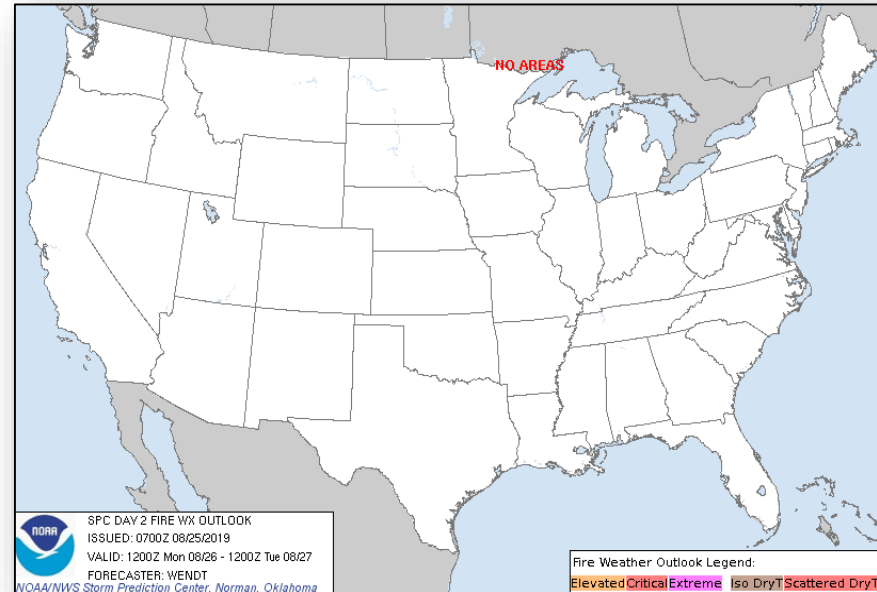 NO AREAS
NOAA
SPC DAY 2 FIRE WX OUTLOOK
ISSUED: 0700Z 08/25/2019
VALID: 1200Z Mon 08/26 - 1200Z Tue 08/27
FORECASTER: WENDT
NOAA/NWS Storm Prediction Center, Norman, Oklahoma
Fire Weather Outlook Legend:
Elevated Critical Extreme Iso DryT Scattered DryT